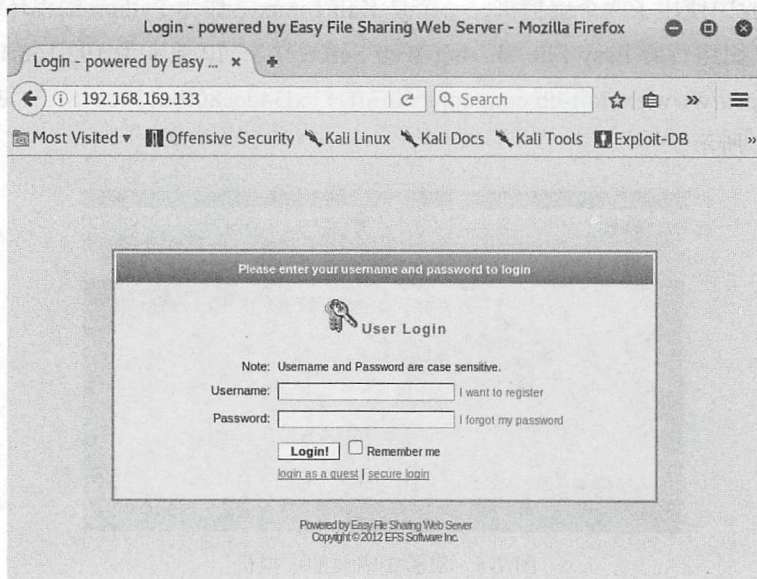 Login - powered by Easy File Sharing Web Server - Mozilla Firefox
Login - powered by Easy ...
192.168.169.133
Search
Most Visited
Offensive Security
Kali Linux
Kali Docs
Kali Tools
Exploit-DB
»
Please enter your username and password to login
User Login
Note: Username and Password are case sensitive.
Username: I want to register
Password: I forgot my password
Login! Remember me
login as a guest | secure login
Powered by Easy File Sharing Web Server
Copyright © 2012 EFS Software Inc.